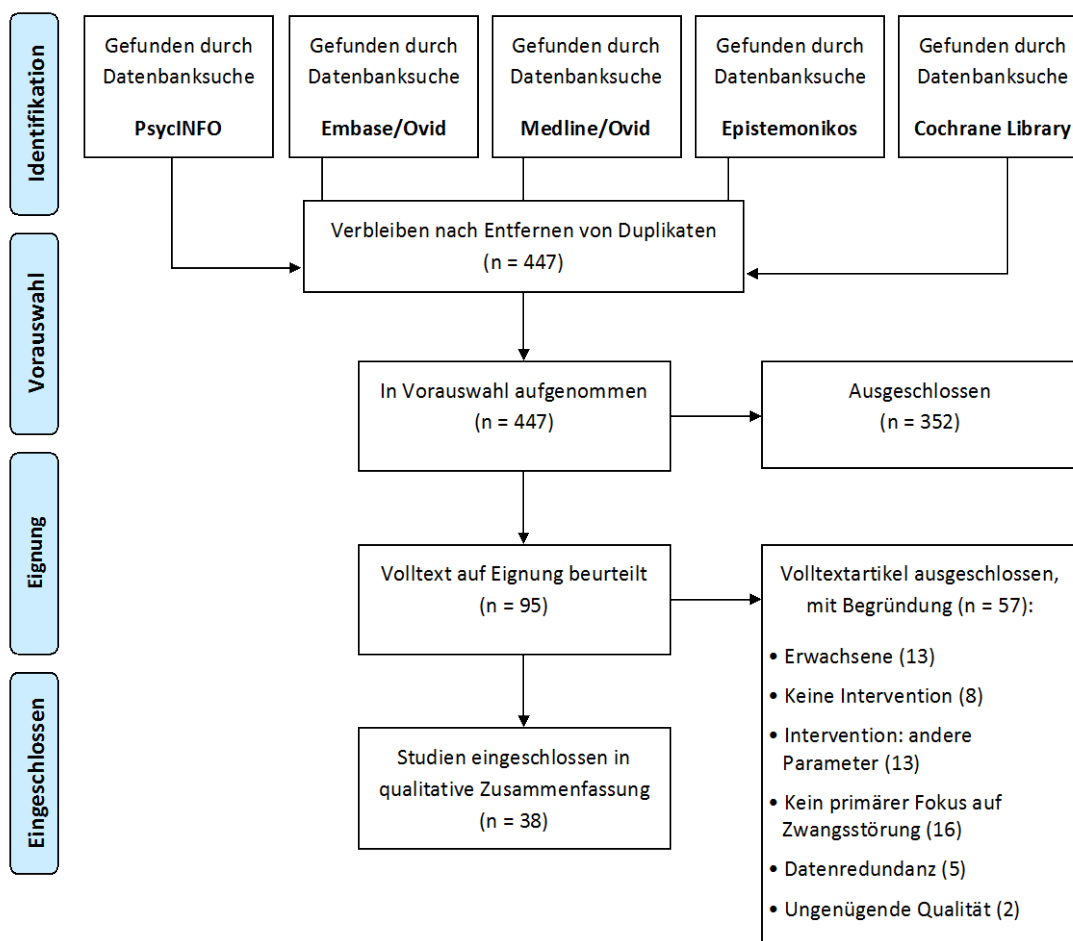 Identifikation
Gefunden durch
Datenbanksuche
PsycINFO
Gefunden durch
Datenbanksuche
Embase/Ovid
Gefunden durch
Datenbanksuche
Medline/Ovid
Gefunden durch
Datenbanksuche
Epistemonikos
Gefunden durch
Datenbanksuche
Cochrane Library
Verbleiben nach Entfernen von Duplikaten
(n = 447)
Vorauswahl
In Vorauswahl aufgenommen
(n = 447)
Ausgeschlossen
(n = 352)
Eignung
Volltext auf Eignung beurteilt
(n = 95)
Volltextartikel ausgeschlossen,
mit Begründung (n = 57):
• Erwachsene (13)
• Keine Intervention (8)
• Intervention: andere
Parameter (13)
• Kein primärer Fokus auf
Zwangsstörung (16)
• Datenredundanz (5)
• Ungenügende Qualität (2)
Eingeschlossen
Studien eingeschlossen in
qualitative Zusammenfassung
(n = 38)